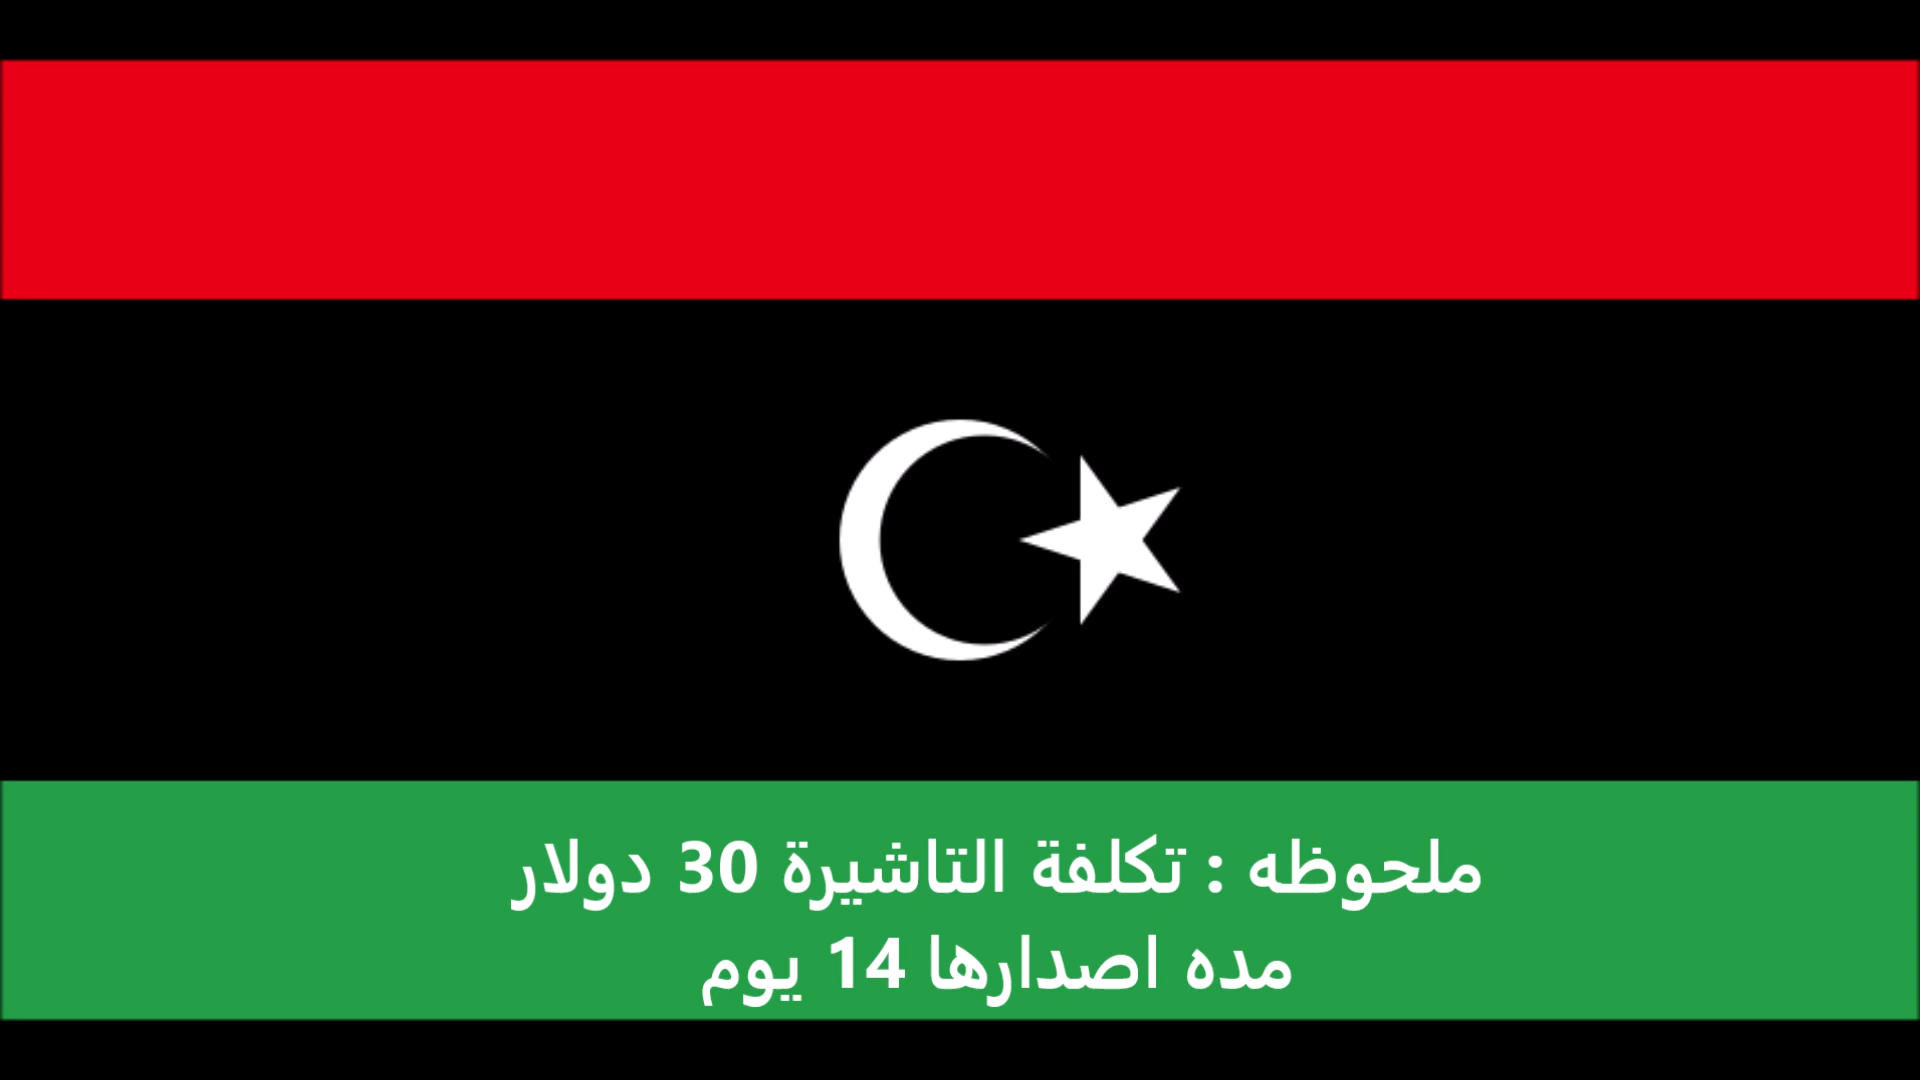 ملحوظه : تكلفة التاشيرة 30 دولار
مده اصدارها 14 يوم